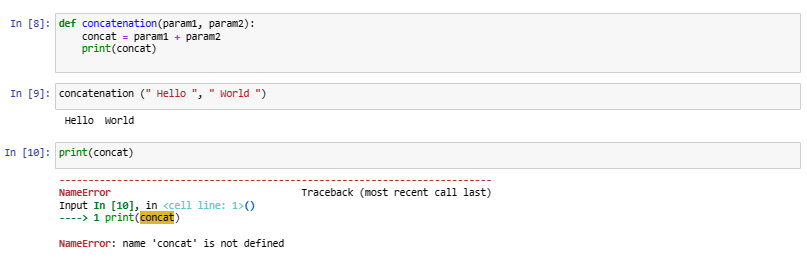 In [8]: def concatenation(param1, param2):
concat = param1 + param2
print(concat)
In [9]: concatenation (" Hello ", " World ")
Hello  World
In [10]: print(concat)
---------------------------------------------------------------------------
NameError                                 Traceback (most recent call last)
Input In [10], in <cell line: 1>()
----> 1 print(concat)
NameError: name 'concat' is not defined